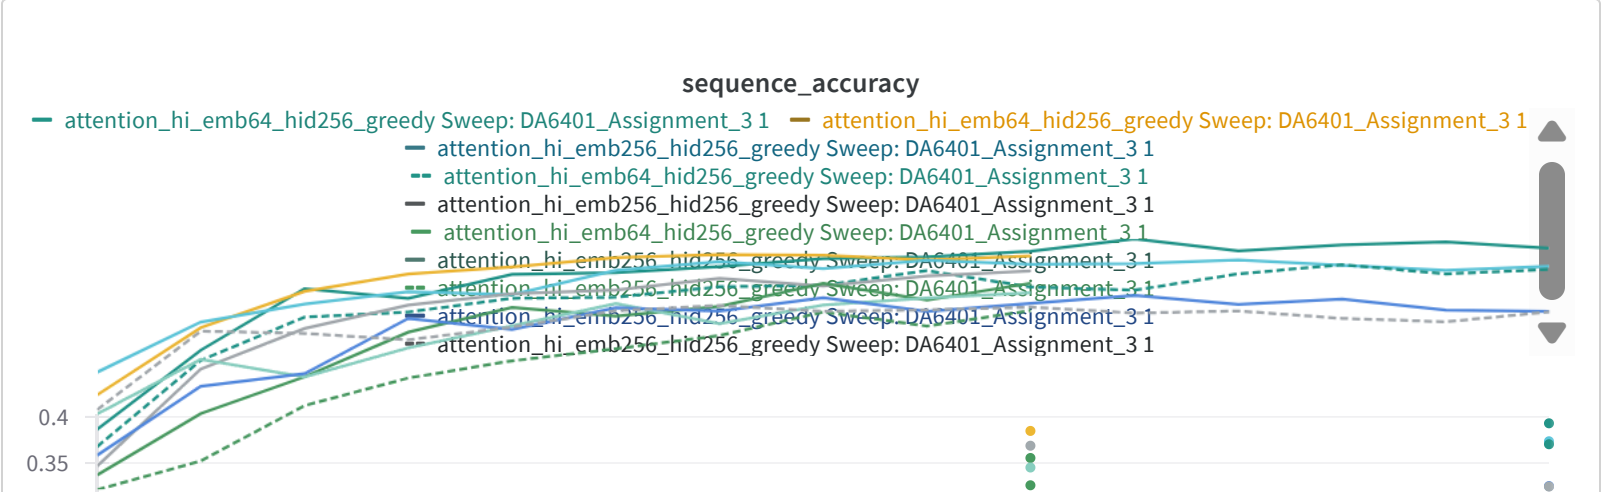 sequence_accuracy
attention_hi_emb64_hid256_greedy Sweep: DA6401_Assignment_3 1 attention_hi_emb64_hid256_greedy Sweep: DA6401_Assignment_3 1
attention_hi_emb256_hid256_greedy Sweep: DA6401_Assignment_3 1
attention_hi_emb64_hid256_greedy Sweep: DA6401_Assignment_3 1
attention_hi_emb256_hid256_greedy Sweep: DA6401_Assignment_3 1
attention_hi_emb64_hid256_greedy Sweep: DA6401_Assignment_3 1
attention_hi_emb256_hid256_greedy Sweep: DA6401_Assignment_3 1
attention_hi_emb64_hid256_greedy Sweep: DA6401_Assignment_3 1
attention_hi_emb256_hid256_greedy Sweep: DA6401_Assignment_3 1
attention_hi_emb256_hid256_greedy Sweep: DA6401_Assignment_3 1
0.4
0.35